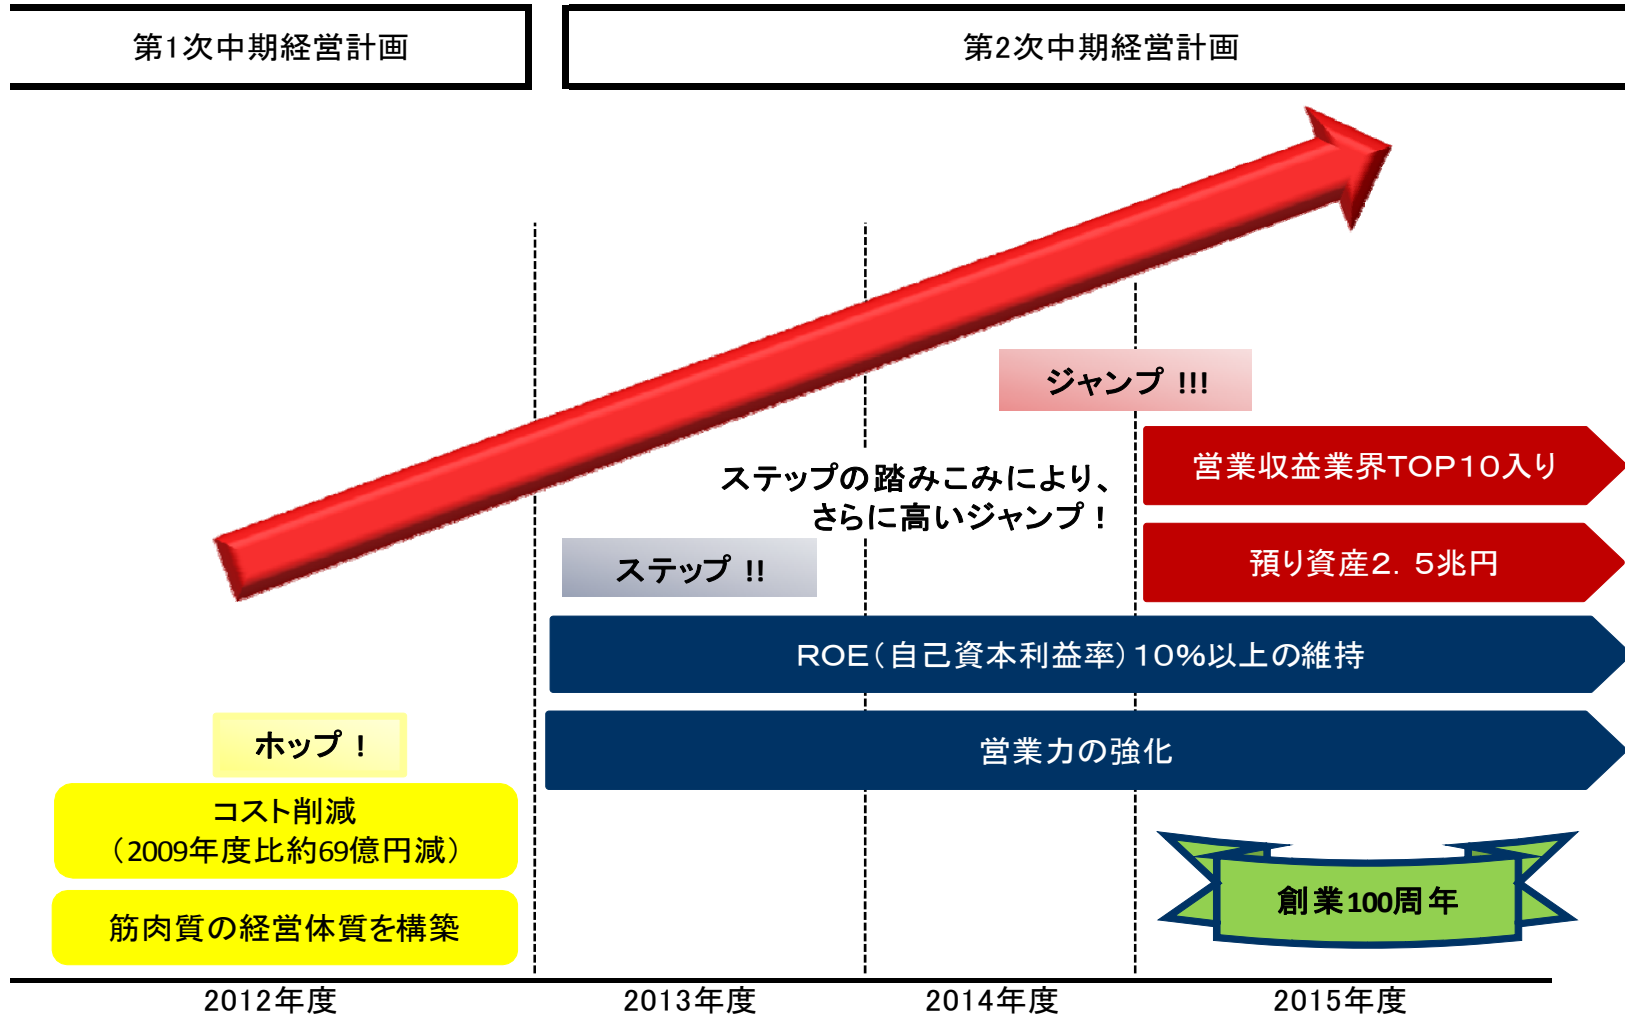 第1次中期経営計画
第2次中期経営計画
ジャンプ !!!
営業収益業界TOP10入り
ステップの踏みこみにより、
さらに高いジャンプ！
預り資産2．5兆円
ステップ !!
ROE（自己資本利益率）10%以上の維持
ホップ！
営業力の強化
コスト削減
（2009年度比約69億円減）
筋肉質の経営体質を構築
創業100周年
2012年度
2013年度
2014年度
2015年度